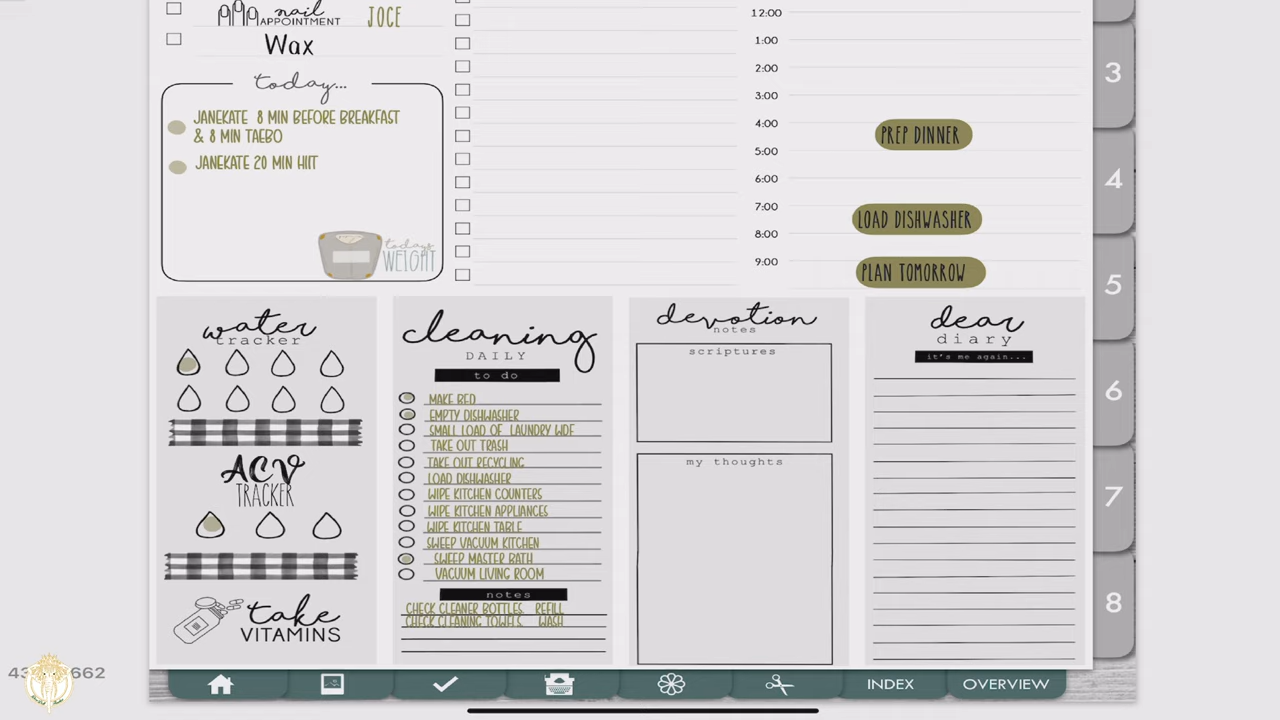 nail
APPOINTMENT
JOCE
Wax
today...
JANEKATE 8 MIN BEFORE BREAKFAST
& 8 MIN TAEBO
JANEKATE 20 MIN HIIT
todays
WEIGHT
12:00
1:00
2:00
3:00
4:00
PREP DINNER
5:00
6:00
7:00
LOAD DISHWASHER
8:00
9:00
PLAN TOMORROW
water
tracker
ACV
TRACKER
take
VITAMINS
cleaning
DAILY
to do
MAKE BED
EMPTY DISHWASHER
SMALL LOAD OF LAUNDRY WDF
TAKE OUT TRASH
TAKE OUT RECYCLING
LOAD DISHWASHER
WIPE KITCHEN COUNTERS
WIPE KITCHEN APPLIANCES
WIPE KITCHEN TABLE
SWEEP VACUUM KITCHEN
SWEEP MASTER BATH
VACUUM LIVING ROOM
notes
CHECK CLEANER BOTTLES. REFILL
CHECK CLEANING TOWELS. WASH
devotion
notes
scriptures
my thoughts
dear
diary
it's me again...
3
4
5
6
7
8
INDEX
OVERVIEW
662